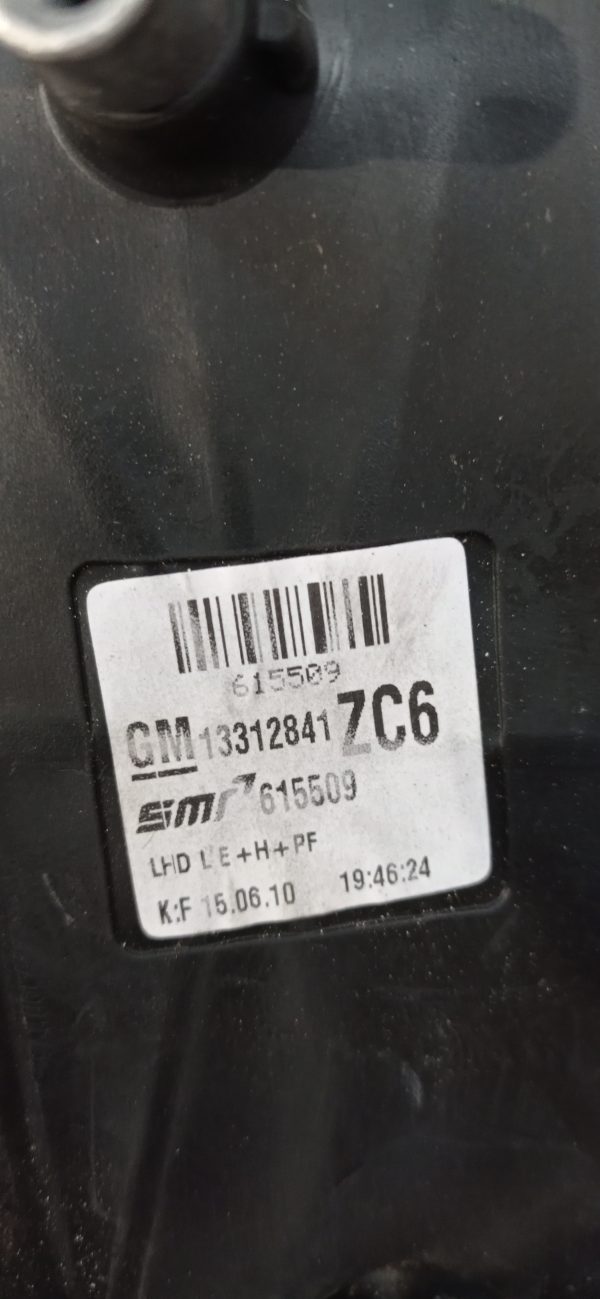 615509
GM 13312841 ZC6
smr 615509
LHD L E+H+PF
K:F 15.06.10 19:46:24